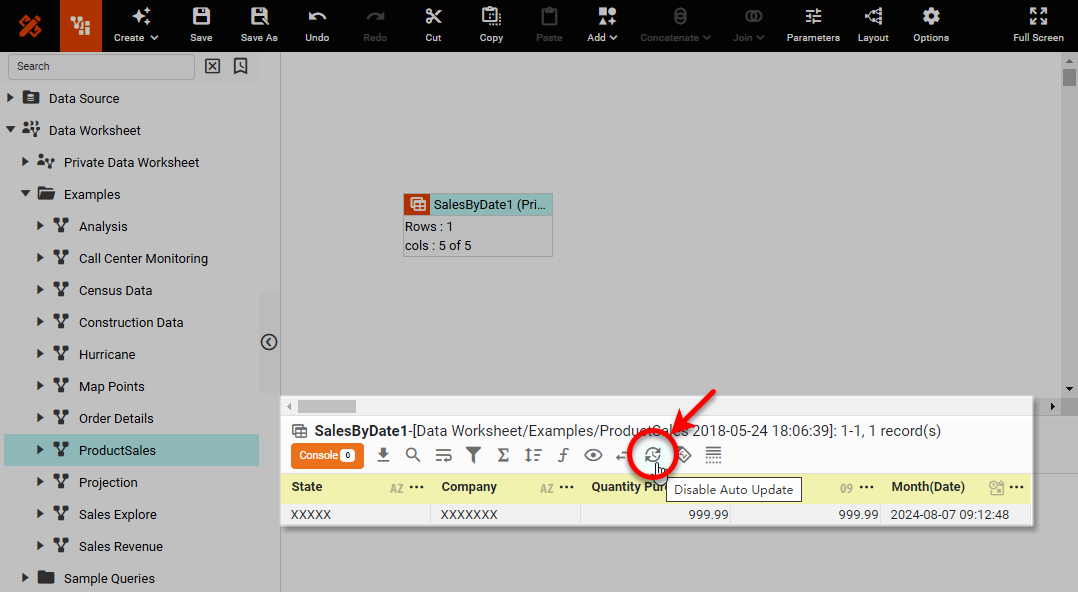 Create
Save
Save As
Undo
Redo
Cut
Copy
Paste
Add
Concatenate
Join
Parameters
Layout
Options
Full Screen
Search
Data Source
Data Worksheet
Private Data Worksheet
Examples
Analysis
Call Center Monitoring
Census Data
Construction Data
Hurricane
Map Points
Order Details
ProductSales
Projection
Sales Explore
Sales Revenue
Sample Queries
SalesByDate1 (Pri...
Rows : 1
cols : 5 of 5
SalesByDate1-[Data Worksheet/Examples/ProductSales 2018-05-24 18:06:39]: 1-1, 1 record(s)
Console 0
Disable Auto Update
State AZ ••• Company AZ ••• Quantity Pur 09 ••• Month(Date) •••
XXXXX XXXXXXX 999.99 999.99 2024-08-07 09:12:48